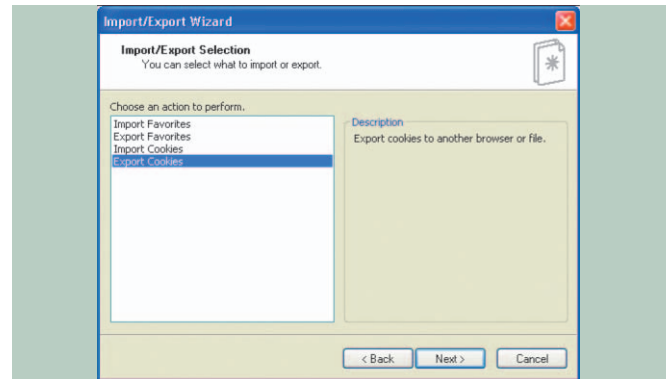 Import/Export Wizard
Import/Export Selection
You can select what to import or export.
Choose an action to perform.
Import Favorites
Export Favorites
Import Cookies
Export Cookies
Description
Export cookies to another browser or file.
< Back
Next >
Cancel